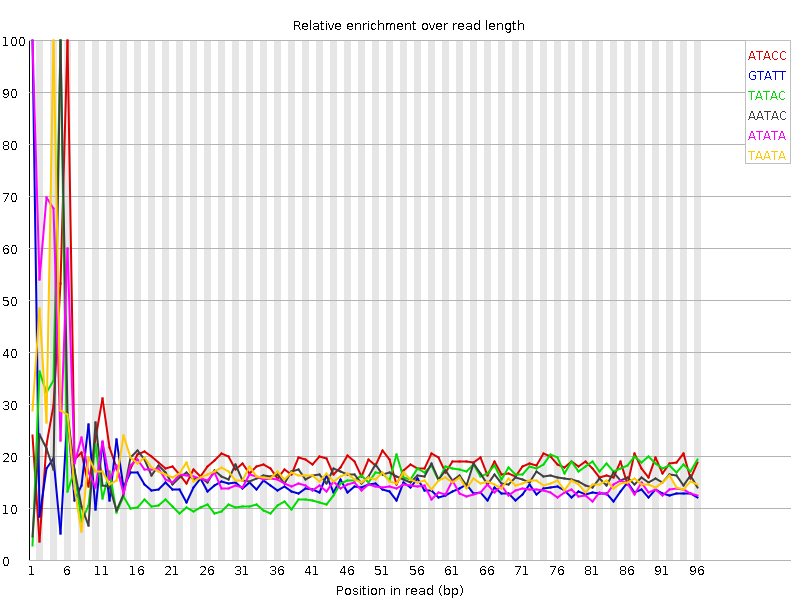 Relative enrichment over read length
100
90
80
70
60
50
40
30
20
10
0
ATACC
GTATT
TATAC
AATAC
ATATA
TAATA
1 6 11 16 21 26 31 36 41 46 51 56 61 66 71 76 81 86 91 96
Position in read (bp)